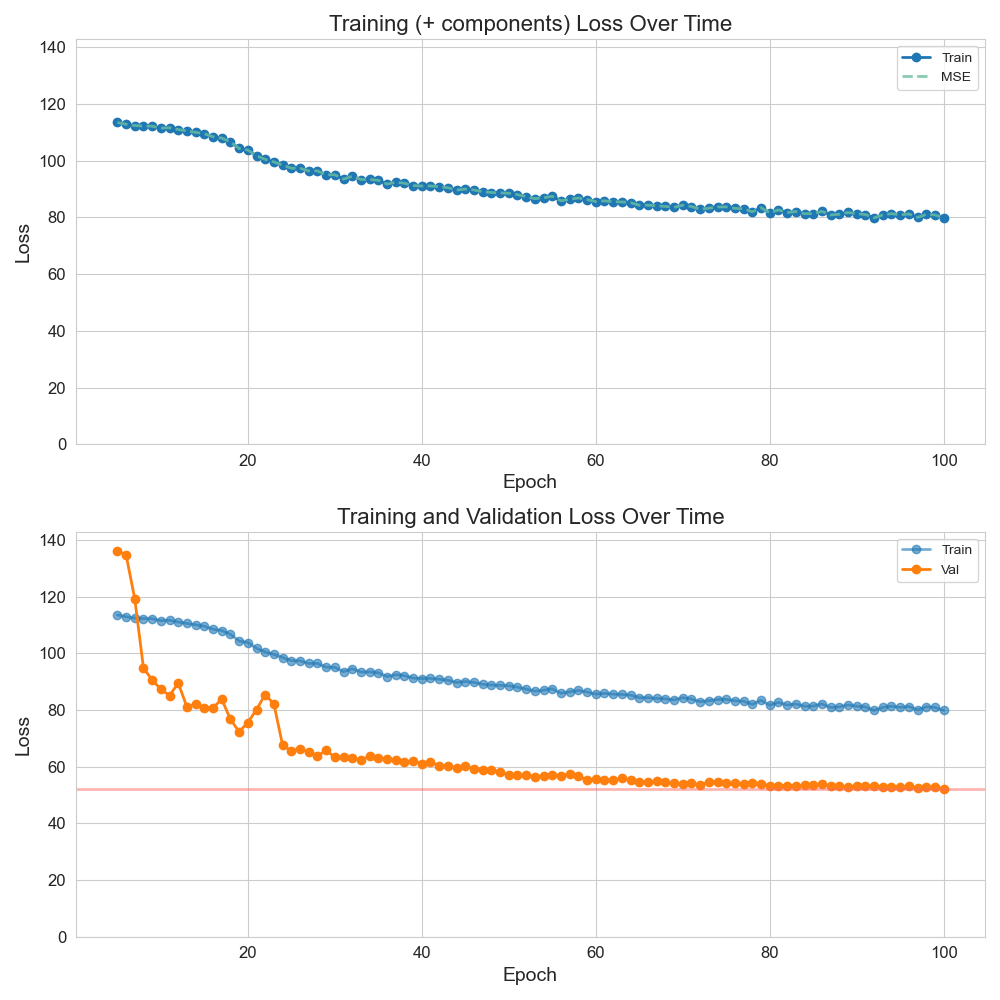 Training (+ components) Loss Over Time
140
120
100
80
60
40
20
0
Loss
Train
MSE
20 40 60 80 100
Epoch
Training and Validation Loss Over Time
140
120
100
80
60
40
20
0
Loss
Train
Val
20 40 60 80 100
Epoch